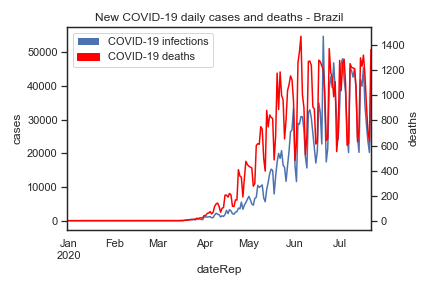 New COVID-19 daily cases and deaths - Brazil
COVID-19 infections
COVID-19 deaths
50000
40000
30000
20000
10000
0
cases
1400
1200
1000
800
600
400
200
0
deaths
Jan Feb Mar Apr May Jun Jul
2020
dateRep